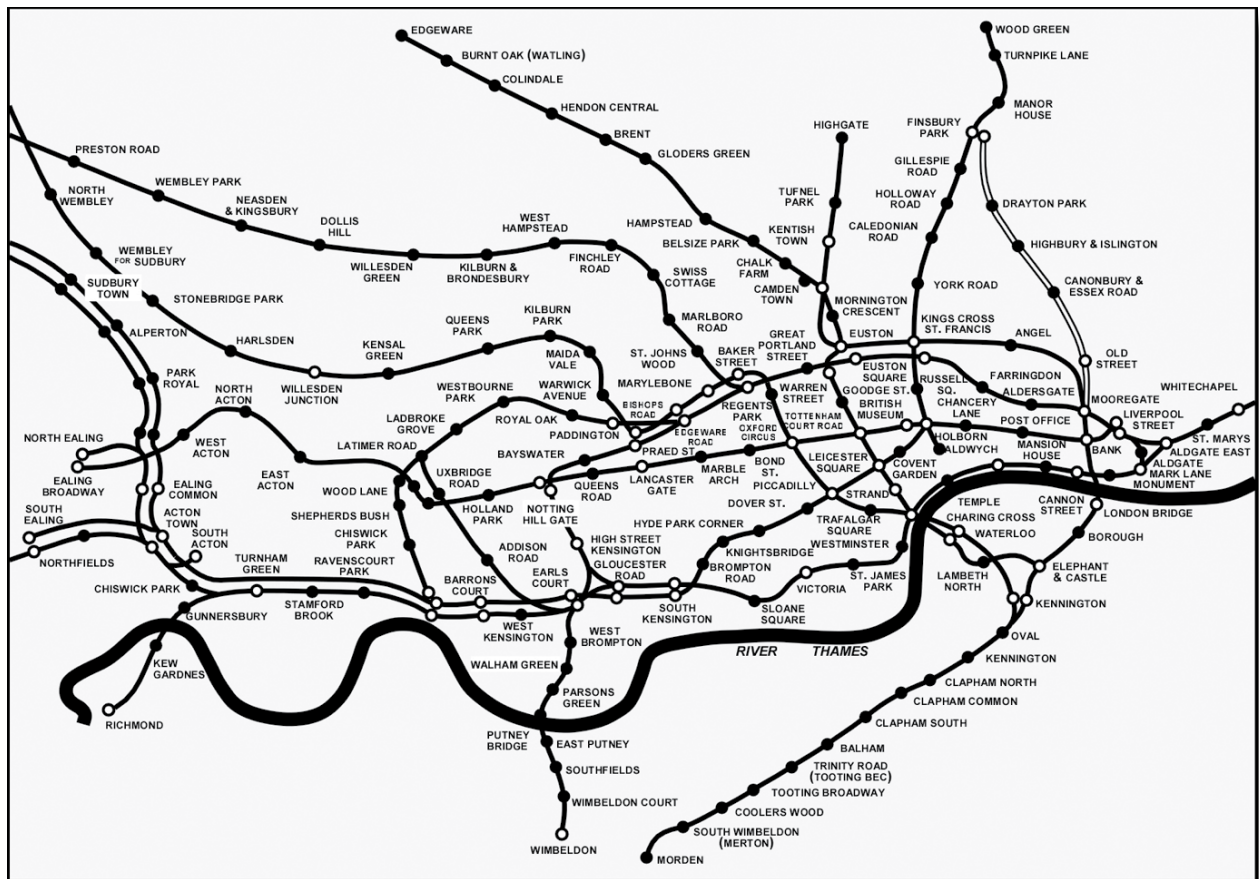 EDGEWARE
BURNT OAK (WATLING)
COLINDALE
HENDON CENTRAL
BRENT
GLODERS GREEN
HAMPSTEAD
BELSIZE PARK
CHALK
FARM
CAMDEN
TOWN
HIGHGATE
TUFNEL
PARK
KENTISH
TOWN
MORNINGTON
CRESCENT
EUSTON
WOOD GREEN
TURNPIKE LANE
MANOR
HOUSE
FINSBURY
PARK
GILLESPIE
ROAD
HOLLOWAY
ROAD
CALEDONIAN
ROAD
YORK ROAD
KINGS CROSS
ST. FRANCIS
DRAYTON PARK
HIGHBURY & ISLINGTON
CANONBURY &
ESSEX ROAD
OLD
STREET
ANGEL
PRESTON ROAD
WEMBLEY PARK
NEASDEN
& KINGSBURY
DOLLIS
HILL
WILLESDEN
GREEN
KILBURN &
BRONDESBURY
WEST
HAMPSTEAD
FINCHLEY
ROAD
SWISS
COTTAGE
MARLBORO
ROAD
ST. JOHNS
WOOD
NORTH
WEMBLEY
WEMBLEY
FOR SUDBURY
SUDBURY
TOWN
STONEBRIDGE PARK
ALPERTON
HARLSDEN
WILLESDEN
JUNCTION
KENSAL
GREEN
QUEENS
PARK
KILBURN
PARK
MAIDA
VALE
WARWICK
AVENUE
PARK
ROYAL
NORTH
ACTON
WEST
ACTON
EAST
ACTON
NORTH EALING
EALING
BROADWAY
EALING
COMMON
SOUTH
EALING
NORTHFIELDS
ACTON
TOWN
SOUTH
ACTON
CHISWICK PARK
TURNHAM
GREEN
GUNNERSBURY
KEW
GARDNES
RICHMOND
STAMFORD
BROOK
RAVENSCOURT
PARK
CHISWICK
PARK
SHEPHERDS BUSH
WOOD LANE
LATIMER ROAD
LADBROKE
GROVE
WESTBOURNE
PARK
ROYAL OAK
PADDINGTON
BISHOPS
ROAD
MARYLEBONE
BAKER
STREET
GREAT
PORTLAND
STREET
EUSTON
SQUARE
WARREN
STREET
GOODGE ST.
REGENTS
PARK
EDGEWARE
ROAD
PRAED ST.
BAYSWATER
UXBRIDGE
ROAD
HOLLAND
PARK
NOTTING
HILL GATE
QUEENS
ROAD
LANCASTER
GATE
MARBLE
ARCH
BOND
ST.
OXFORD
CIRCUS
TOTTENHAM
COURT ROAD
BRITISH
MUSEUM
RUSSELL
SQ.
CHANCERY
LANE
HOLBORN
ALDWYCH
FARRINGDON
ALDERSGATE
POST OFFICE
MOOREGATE
LIVERPOOL
STREET
WHITECHAPEL
ST. MARYS
ALDGATE EAST
ALDGATE
MARK LANE
MONUMENT
BANK
MANSION
HOUSE
CANNON
STREET
LONDON BRIDGE
BOROUGH
ELEPHANT
& CASTLE
KENNINGTON
LAMBETH
NORTH
WATERLOO
CHARING CROSS
TEMPLE
STRAND
COVENT
GARDEN
LEICESTER
SQUARE
PICCADILLY
DOVER ST.
TRAFALGAR
SQUARE
WESTMINSTER
HYDE PARK CORNER
KNIGHTSBRIDGE
BROMPTON
ROAD
HIGH STREET
KENSINGTON
GLOUCESTER
ROAD
EARLS
COURT
ADDISON
ROAD
BARRONS
COURT
WEST
KENSINGTON
SOUTH
KENSINGTON
SLOANE
SQUARE
VICTORIA
ST. JAMES
PARK
WEST
BROMPTON
WALHAM GREEN
PARSONS
GREEN
PUTNEY
BRIDGE
EAST PUTNEY
SOUTHFIELDS
WIMBELDON COURT
WIMBELDON
RIVER THAMES
OVAL
KENNINGTON
CLAPHAM NORTH
CLAPHAM COMMON
CLAPHAM SOUTH
BALHAM
TRINITY ROAD
(TOOTING BEC)
TOOTING BROADWAY
COOLERS WOOD
SOUTH WIMBELDON
(MERTON)
MORDEN